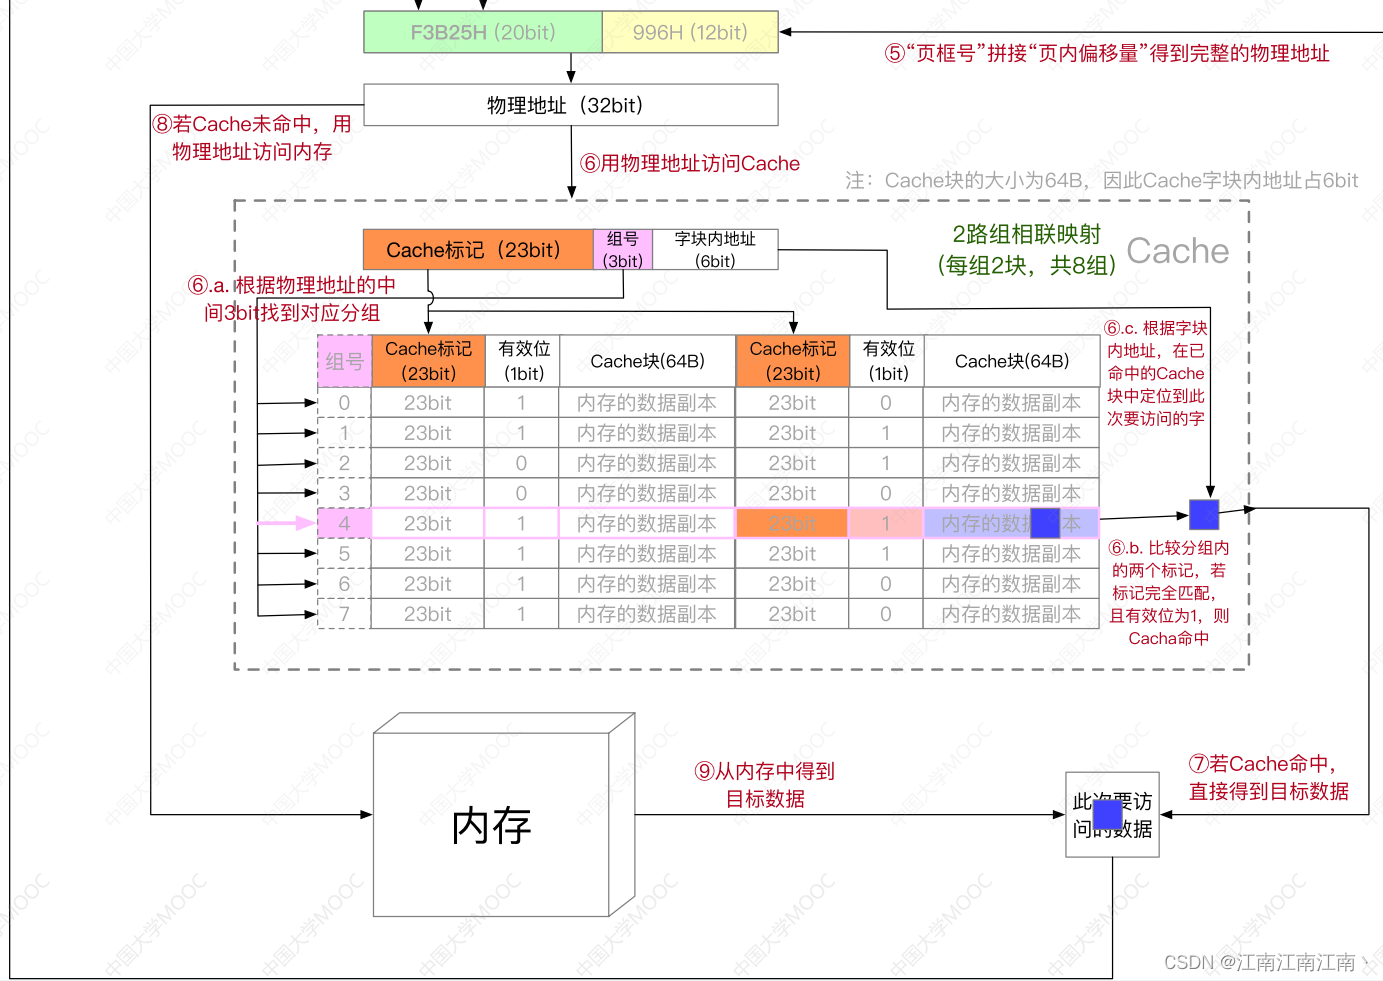 F3B25H (20bit)
996H (12bit)
⑤“页框号”拼接“页内偏移量”得到完整的物理地址
物理地址（32bit）
⑧若Cache未命中，用
物理地址访问内存
⑥用物理地址访问Cache
注：Cache块的大小为64B，因此Cache字块内地址占6bit
2路组相联映射
(每组2块，共8组)
Cache
Cache标记（23bit）
组号
(3bit)
字块内地址
(6bit)
⑥.a. 根据物理地址的中
间3bit找到对应分组
⑥.c. 根据字块
内地址，在已
命中的Cache
块中定位到此
次要访问的字
组号
Cache标记
（23bit）
有效位
(1bit)
Cache块(64B)
Cache标记
（23bit）
有效位
(1bit)
Cache块(64B)
0 23bit 1 内存的数据副本 23bit 0 内存的数据副本
1 23bit 1 内存的数据副本 23bit 1 内存的数据副本
2 23bit 0 内存的数据副本 23bit 1 内存的数据副本
3 23bit 0 内存的数据副本 23bit 0 内存的数据副本
4 23bit 1 内存的数据副本 23bit 1 内存的数据 本
5 23bit 1 内存的数据副本 23bit 1 内存的数据副本
6 23bit 1 内存的数据副本 23bit 0 内存的数据副本
7 23bit 1 内存的数据副本 23bit 0 内存的数据副本
⑥.b. 比较分组内
的两个标记，若
标记完全匹配，
且有效位为1，则
Cacha命中
内存
⑨从内存中得到
目标数据
此次要访
问的数据
⑦若Cache命中，
直接得到目标数据
中国大学MOOC
CSDN @江南江南江南丶